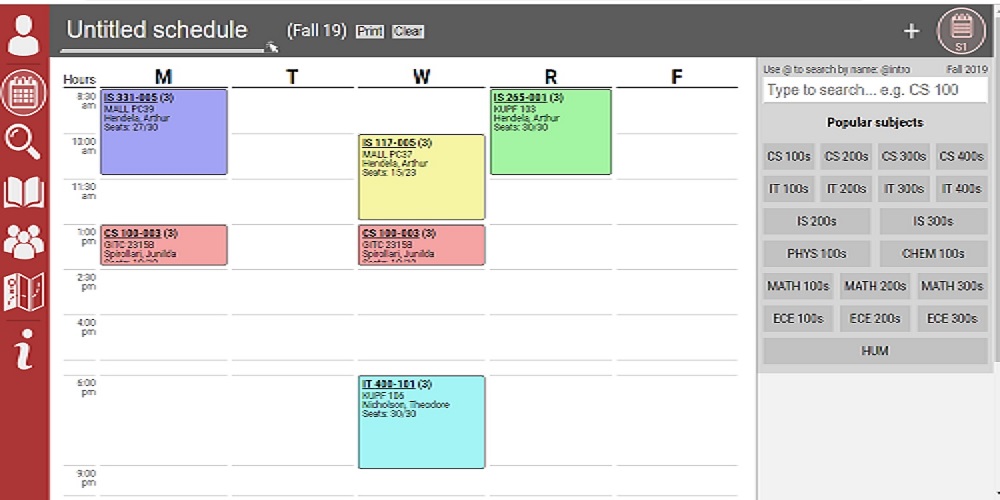 Untitled schedule
(Fall 19) Print Clear
+
S1
Hours M T W R F
8:30 am
10:00 am
11:30 am
1:00 pm
2:30 pm
4:00 pm
6:00 pm
9:00 pm
IS 331-005 (3)
MALL PC39
Hendela, Arthur
Seats: 27/30
CS 100-003 (3)
GITC 2315B
Spirollari, Junilda
IS 117-005 (3)
MALL PC37
Hendela, Arthur
Seats: 15/23
CS 100-003 (3)
GITC 2315B
Spirollari, Junilda
IT 400-101 (3)
KUPF 106
Nicholson, Theodore
Seats: 30/30
IS 265-001 (3)
KUPF 103
Hendela, Arthur
Seats: 30/30
Use @ to search by name: @intro Fall 2019
Type to search... e.g. CS 100
Popular subjects
CS 100s CS 200s CS 300s CS 400s
IT 100s IT 200s IT 300s IT 400s
IS 200s IS 300s
PHYS 100s CHEM 100s
MATH 100s MATH 200s MATH 300s
ECE 100s ECE 200s ECE 300s
HUM